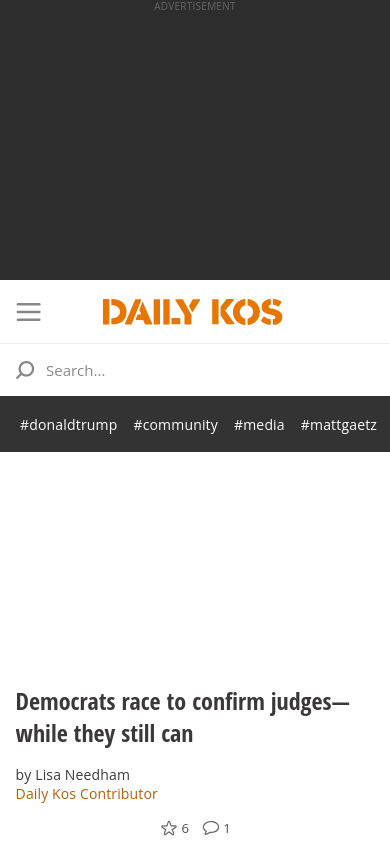 ADVERTISEMENT
DAILY KOS
Search...
#donaldtrump #community #media #mattgaetz
Democrats race to confirm judges—
while they still can
by Lisa Needham
Daily Kos Contributor
6 1